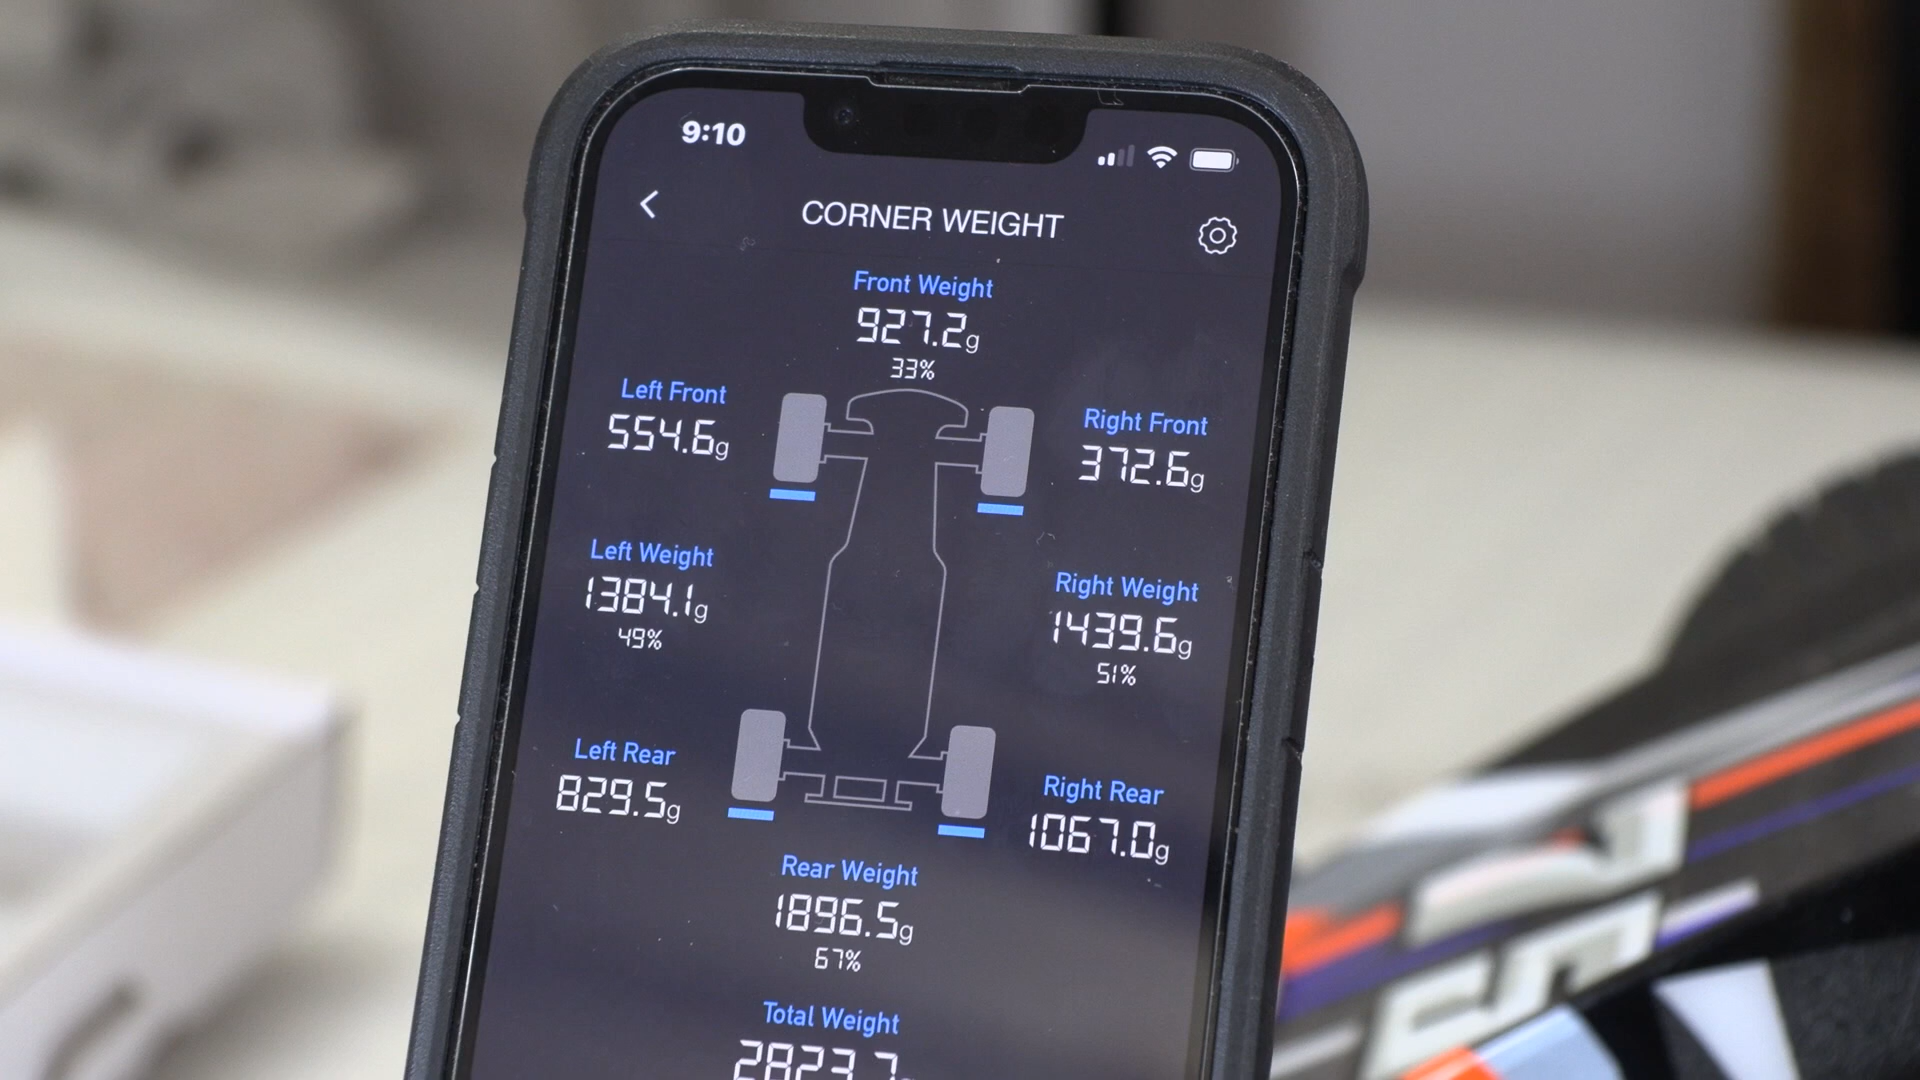 9:10
CORNER WEIGHT
Front Weight
927.2g
33%
Left Front
554.6g
Right Front
372.6g
Left Weight
1384.1g
49%
Right Weight
1439.6g
51%
Left Rear
829.5g
Right Rear
1067.0g
Rear Weight
1896.5g
67%
Total Weight
2823.7g